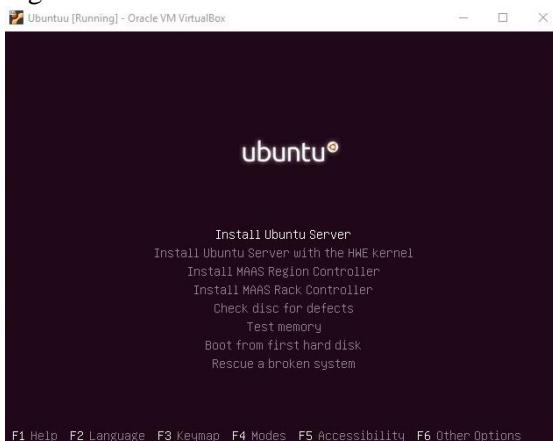 Ubuntuu [Running] - Oracle VM VirtualBox
ubuntu
Install Ubuntu Server
Install Ubuntu Server with the HWE kernel
Install MAAS Region Controller
Install MAAS Rack Controller
Check disc for defects
Test memory
Boot from first hard disk
Rescue a broken system
F1 Help F2 Language F3 Keymap F4 Modes F5 Accessibility F6 Other Options